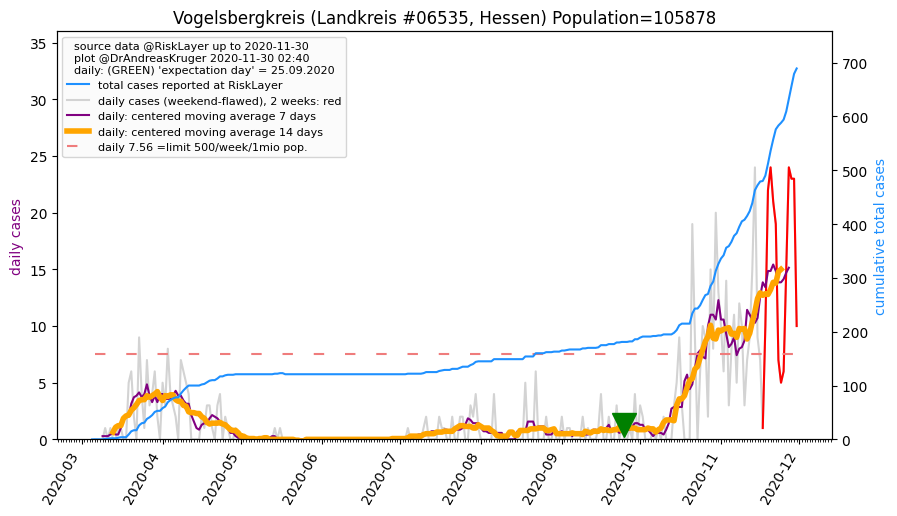 Vogelsbergkreis (Landkreis #06535, Hessen) Population=105878
source data @RiskLayer up to 2020-11-30
plot @DrAndreasKruger 2020-11-30 02:40
daily: (GREEN) 'expectation day' = 25.09.2020
total cases reported at RiskLayer
daily cases (weekend-flawed), 2 weeks: red
daily: centered moving average 7 days
daily: centered moving average 14 days
daily 7.56 =limit 500/week/1mio pop.
daily cases
35
30
25
20
15
10
5
0
cumulative total cases
700
600
500
400
300
200
100
0
2020-03
2020-04
2020-05
2020-06
2020-07
2020-08
2020-09
2020-10
2020-11
2020-12